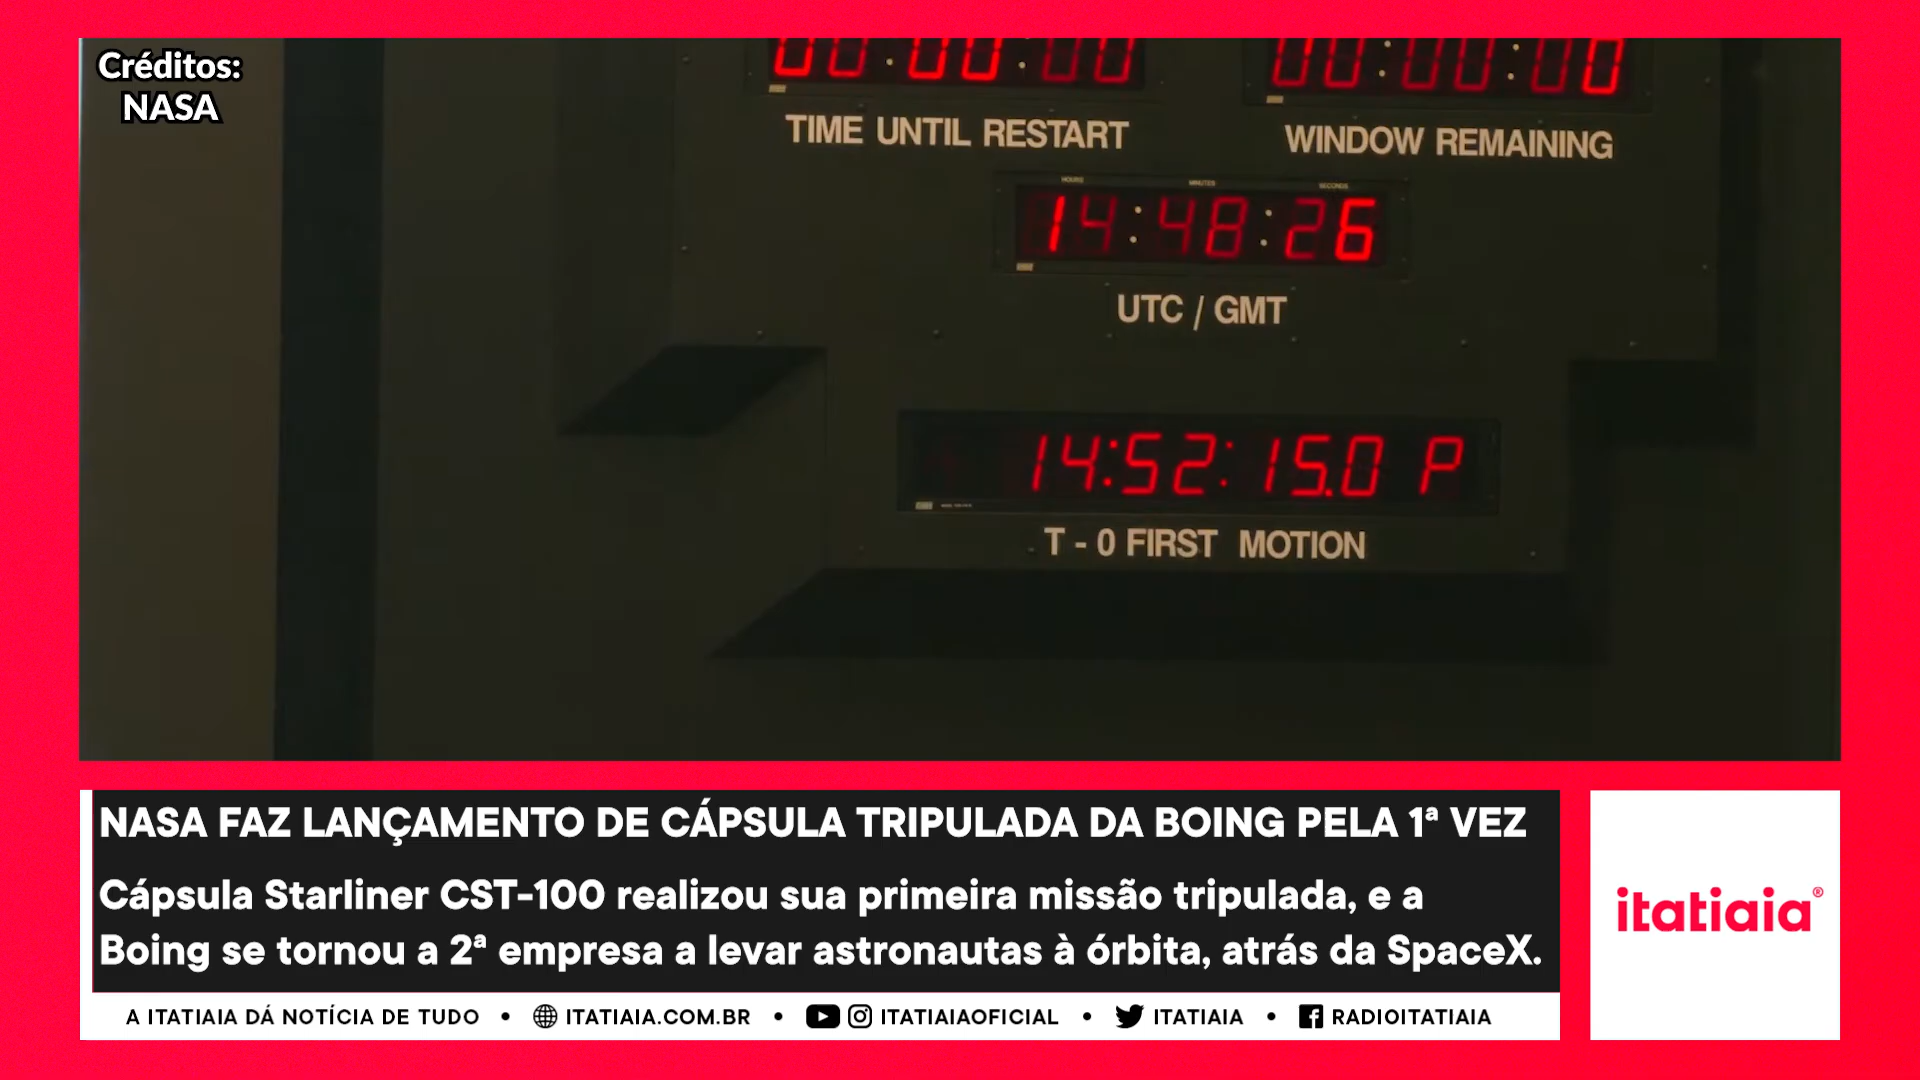 Créditos:
NASA
00:00:00
00:00:00
TIME UNTIL RESTART
WINDOW REMAINING
HOURS MINUTES SECONDS
14:48:26
UTC / GMT
14:52:15.0 P
T - 0 FIRST MOTION
NASA FAZ LANÇAMENTO DE CÁPSULA TRIPULADA DA BOING PELA 1ª VEZ
Cápsula Starliner CST-100 realizou sua primeira missão tripulada, e a
Boing se tornou a 2ª empresa a levar astronautas à órbita, atrás da SpaceX.
itatiaia®
A ITATIAIA DÁ NOTÍCIA DE TUDO • ITATIAIA.COM.BR • ITATIAIAOFICIAL • ITATIAIA • RADIOITATIAIA